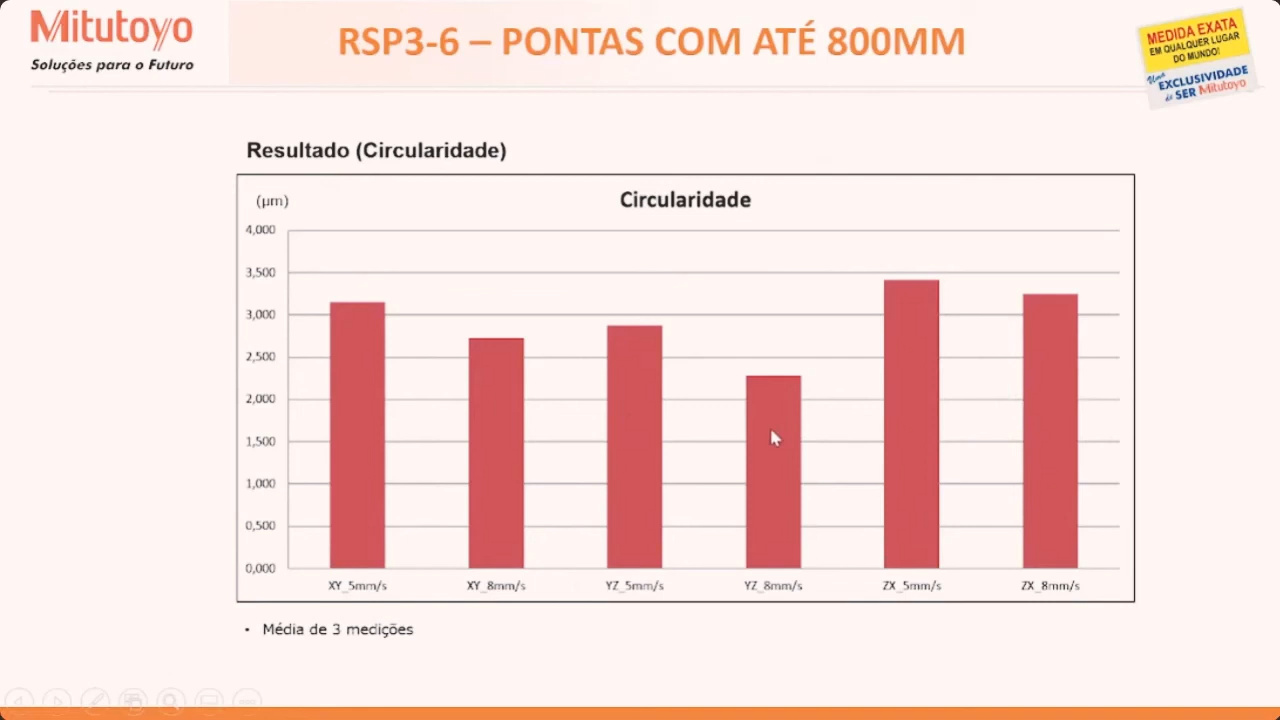 Mitutoyo
Soluções para o Futuro
RSP3-6 – PONTAS COM ATÉ 800MM
MEDIDA EXATA
EM QUALQUER LUGAR
DO MUNDO!
Uma
EXCLUSIVIDADE
de SER Mitutoyo
Resultado (Circularidade)
(µm)
Circularidade
4,000
3,500
3,000
2,500
2,000
1,500
1,000
0,500
0,000
XY_5mm/s
XY_8mm/s
YZ_5mm/s
YZ_8mm/s
ZX_5mm/s
ZX_8mm/s
• Média de 3 medições